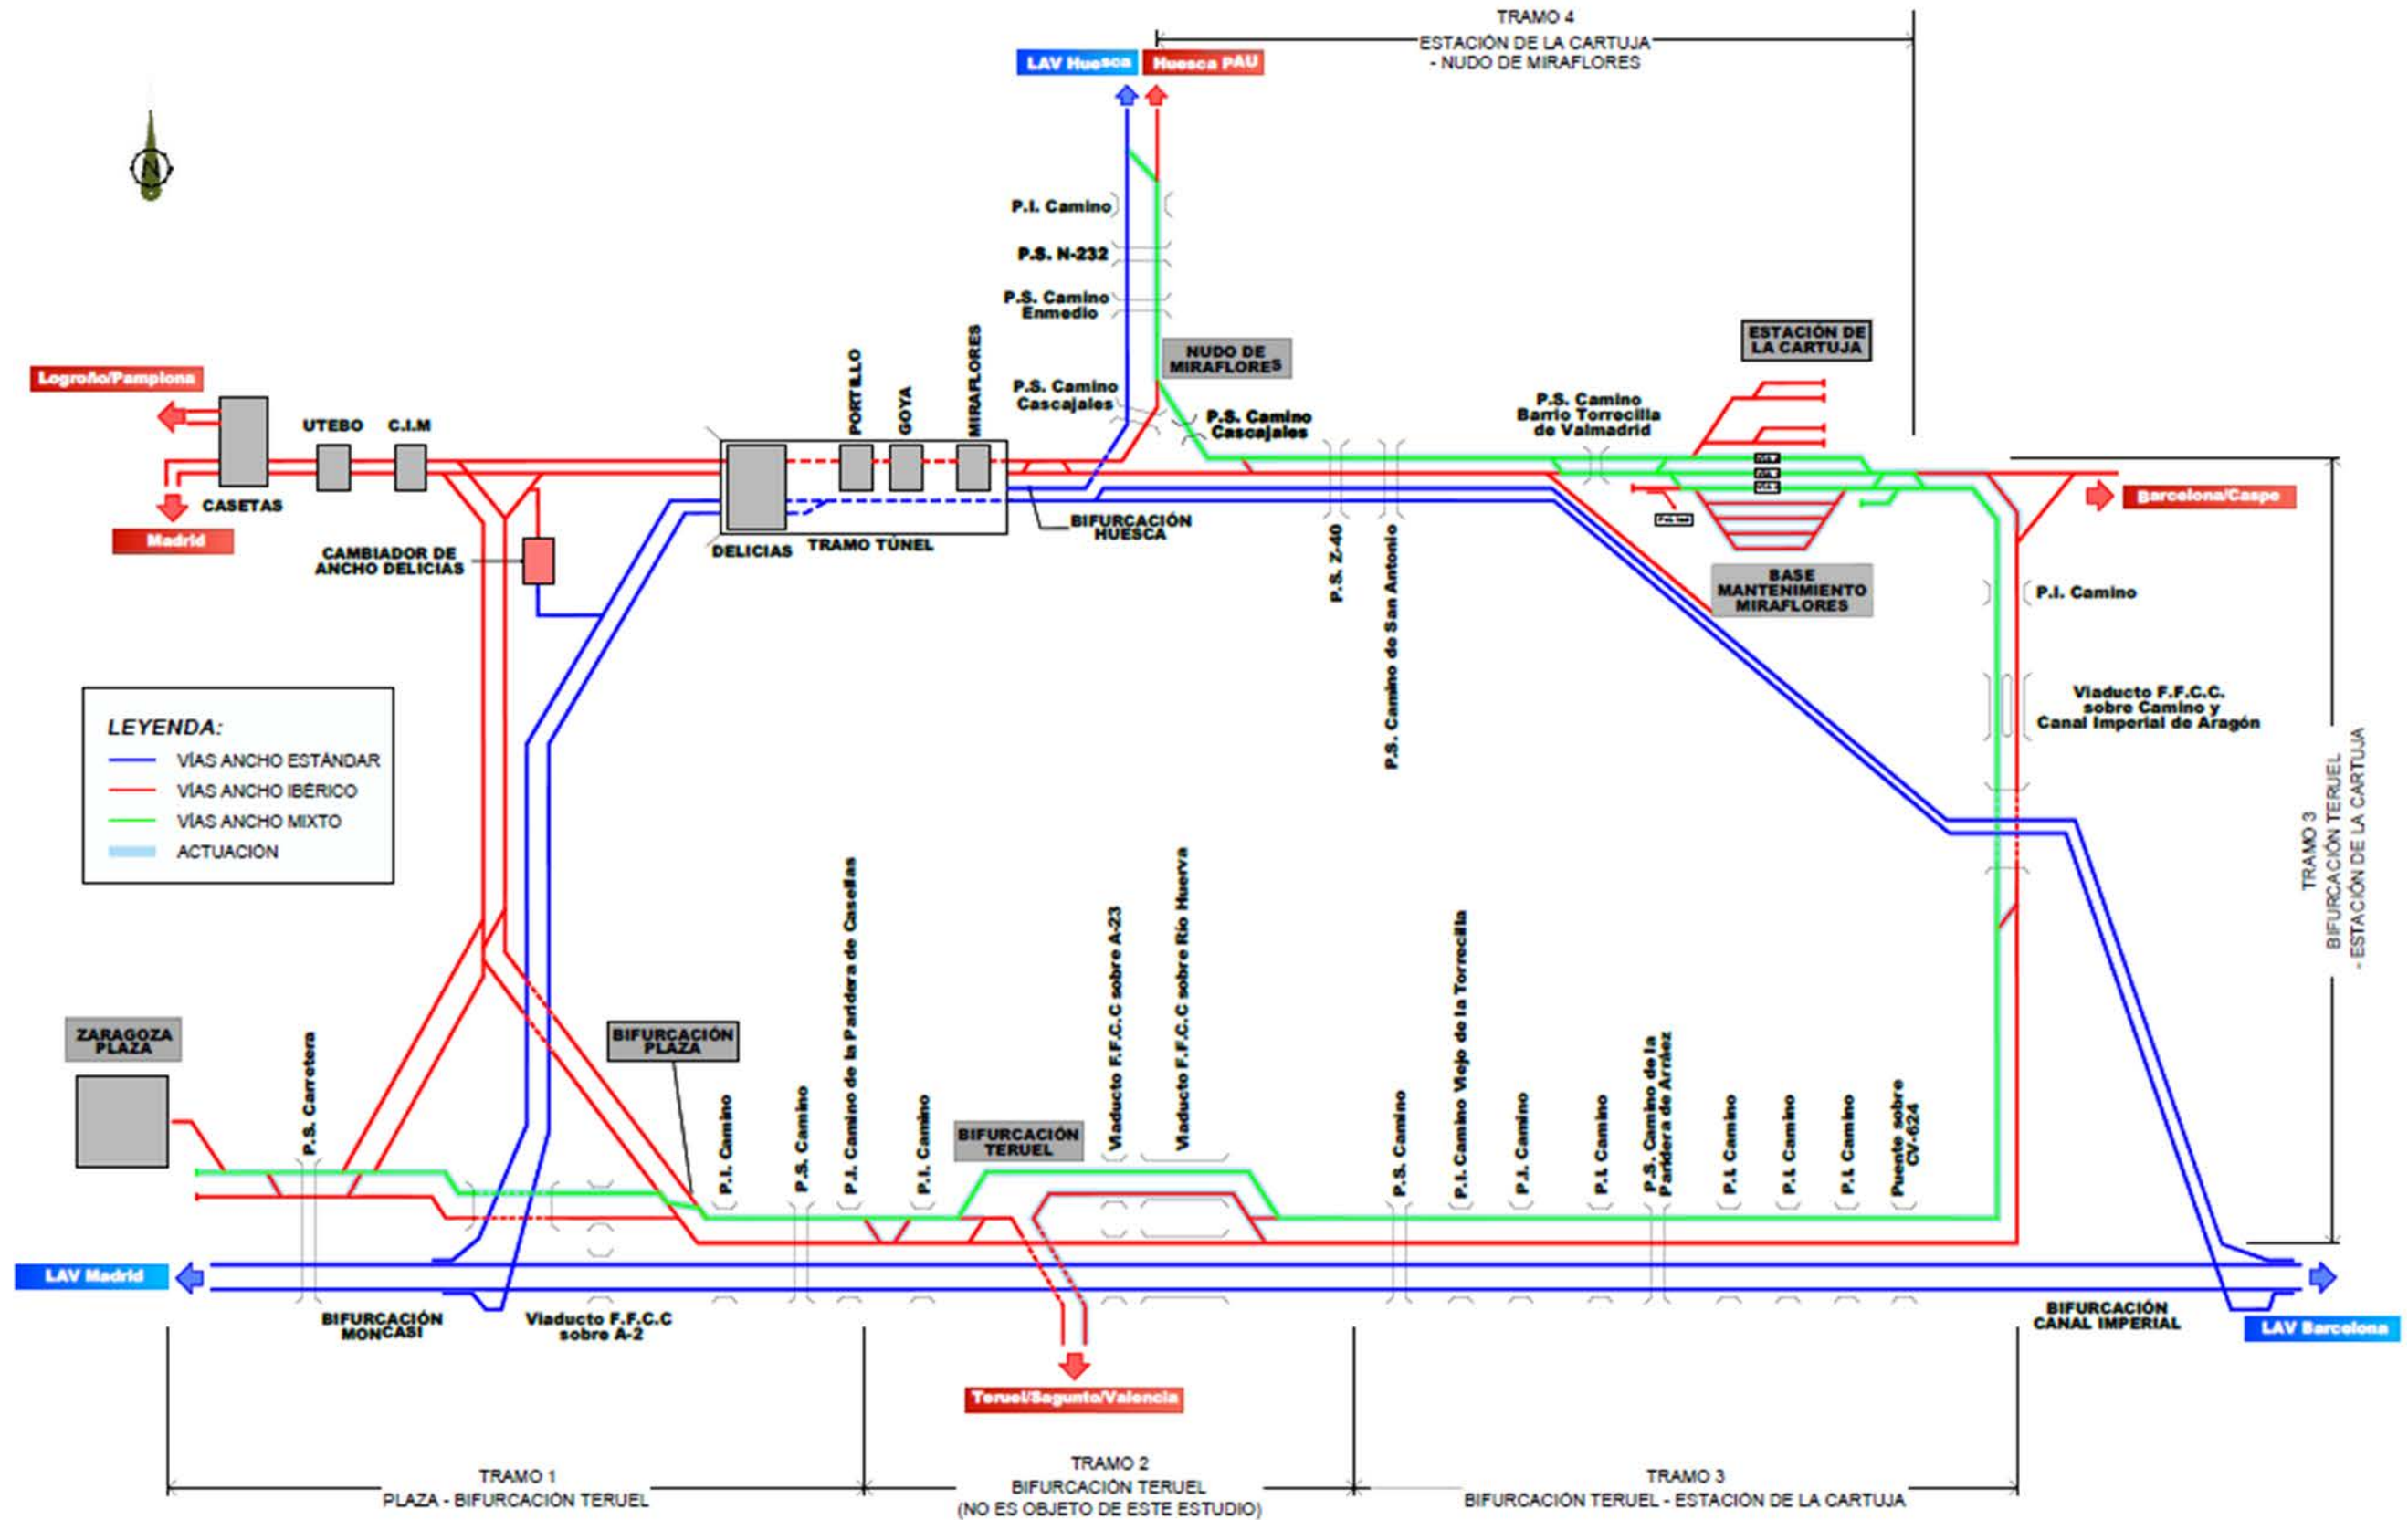 TRAMO 4
ESTACIÓN DE LA CARTUJA
- NUDO DE MIRAFLORES
LAV Huesca
Huesca PAU
N
P.I. Camino
P.S. N-232
P.S. Camino
Enmedio
NUDO DE
MIRAFLORES
P.S. Camino
Cascajales
P.S. Camino
Cascajales
ESTACIÓN DE
LA CARTUJA
P.S. Camino
Barrio Torrecilla
de Valmadrid
Logroño/Pamplona
UTEBO
C.I.M
PORTILLO
GOYA
MIRAFLORES
CASETAS
Madrid
CAMBIADOR DE
ANCHO DELICIAS
DELICIAS
TRAMO TÚNEL
BIFURCACIÓN
HUESCA
P.S. Z-40
P.S. Camino de San Antonio
Barcelona/Caspe
BASE
MANTENIMIENTO
MIRAFLORES
P.I. Camino
Viaducto F.F.C.C.
sobre Camino y
Canal Imperial de Aragón
TRAMO 3
BIFURCACIÓN TERUEL
- ESTACIÓN DE LA CARTUJA
LEYENDA:
VÍAS ANCHO ESTÁNDAR
VÍAS ANCHO IBÉRICO
VÍAS ANCHO MIXTO
ACTUACIÓN
ZARAGOZA
PLAZA
P.S. Carretera
BIFURCACIÓN
PLAZA
P.I. Camino
P.S. Camino
P.I. Camino de la Paridera de Casellas
P.I. Camino
BIFURCACIÓN
TERUEL
Viaducto F.F.C.C sobre A-23
Viaducto F.F.C.C sobre Río Huerva
P.S. Camino
P.I. Camino Viejo de la Torrecilla
P.I. Camino
P.I. Camino
P.S. Camino de la
Paridera de Arráez
P.I. Camino
P.I. Camino
P.I. Camino
Puente sobre
CV-624
LAV Madrid
BIFURCACIÓN
MONCASI
Viaducto F.F.C.C
sobre A-2
BIFURCACIÓN
CANAL IMPERIAL
LAV Barcelona
Teruel/Sagunto/Valencia
TRAMO 1
PLAZA - BIFURCACIÓN TERUEL
TRAMO 2
BIFURCACIÓN TERUEL
(NO ES OBJETO DE ESTE ESTUDIO)
TRAMO 3
BIFURCACIÓN TERUEL - ESTACIÓN DE LA CARTUJA